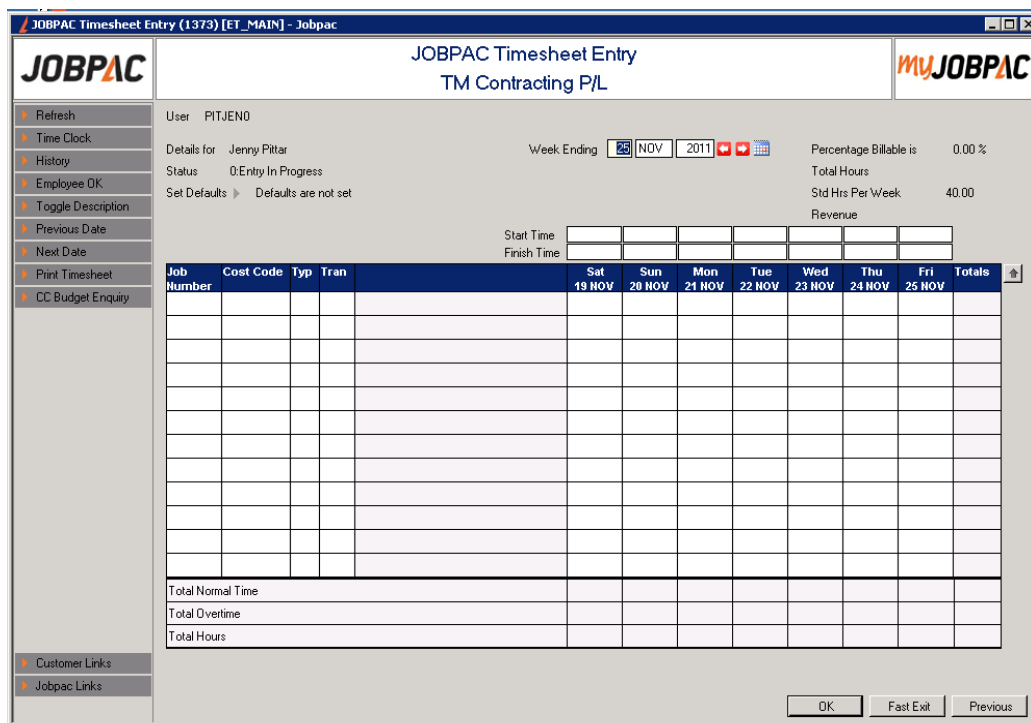 JOBPAC Timesheet Entry (1373) [ET_MAIN] - Jobpac
JOBPAC
JOBPAC Timesheet Entry
TM Contracting P/L
MYJOBPAC
Refresh
Time Clock
History
Employee OK
Toggle Description
Previous Date
Next Date
Print Timesheet
CC Budget Enquiry
Customer Links
Jobpac Links
User PITJEN0
Details for Jenny Pittar
Week Ending 25 NOV 2011
Percentage Billable is 0.00 %
Status 0:Entry In Progress
Total Hours
Set Defaults Defaults are not set
Std Hrs Per Week 40.00
Revenue
Start Time
Finish Time
Job Number Cost Code Typ Tran Sat 19 NOV Sun 20 NOV Mon 21 NOV Tue 22 NOV Wed 23 NOV Thu 24 NOV Fri 25 NOV Totals
Total Normal Time
Total Overtime
Total Hours
OK Fast Exit Previous